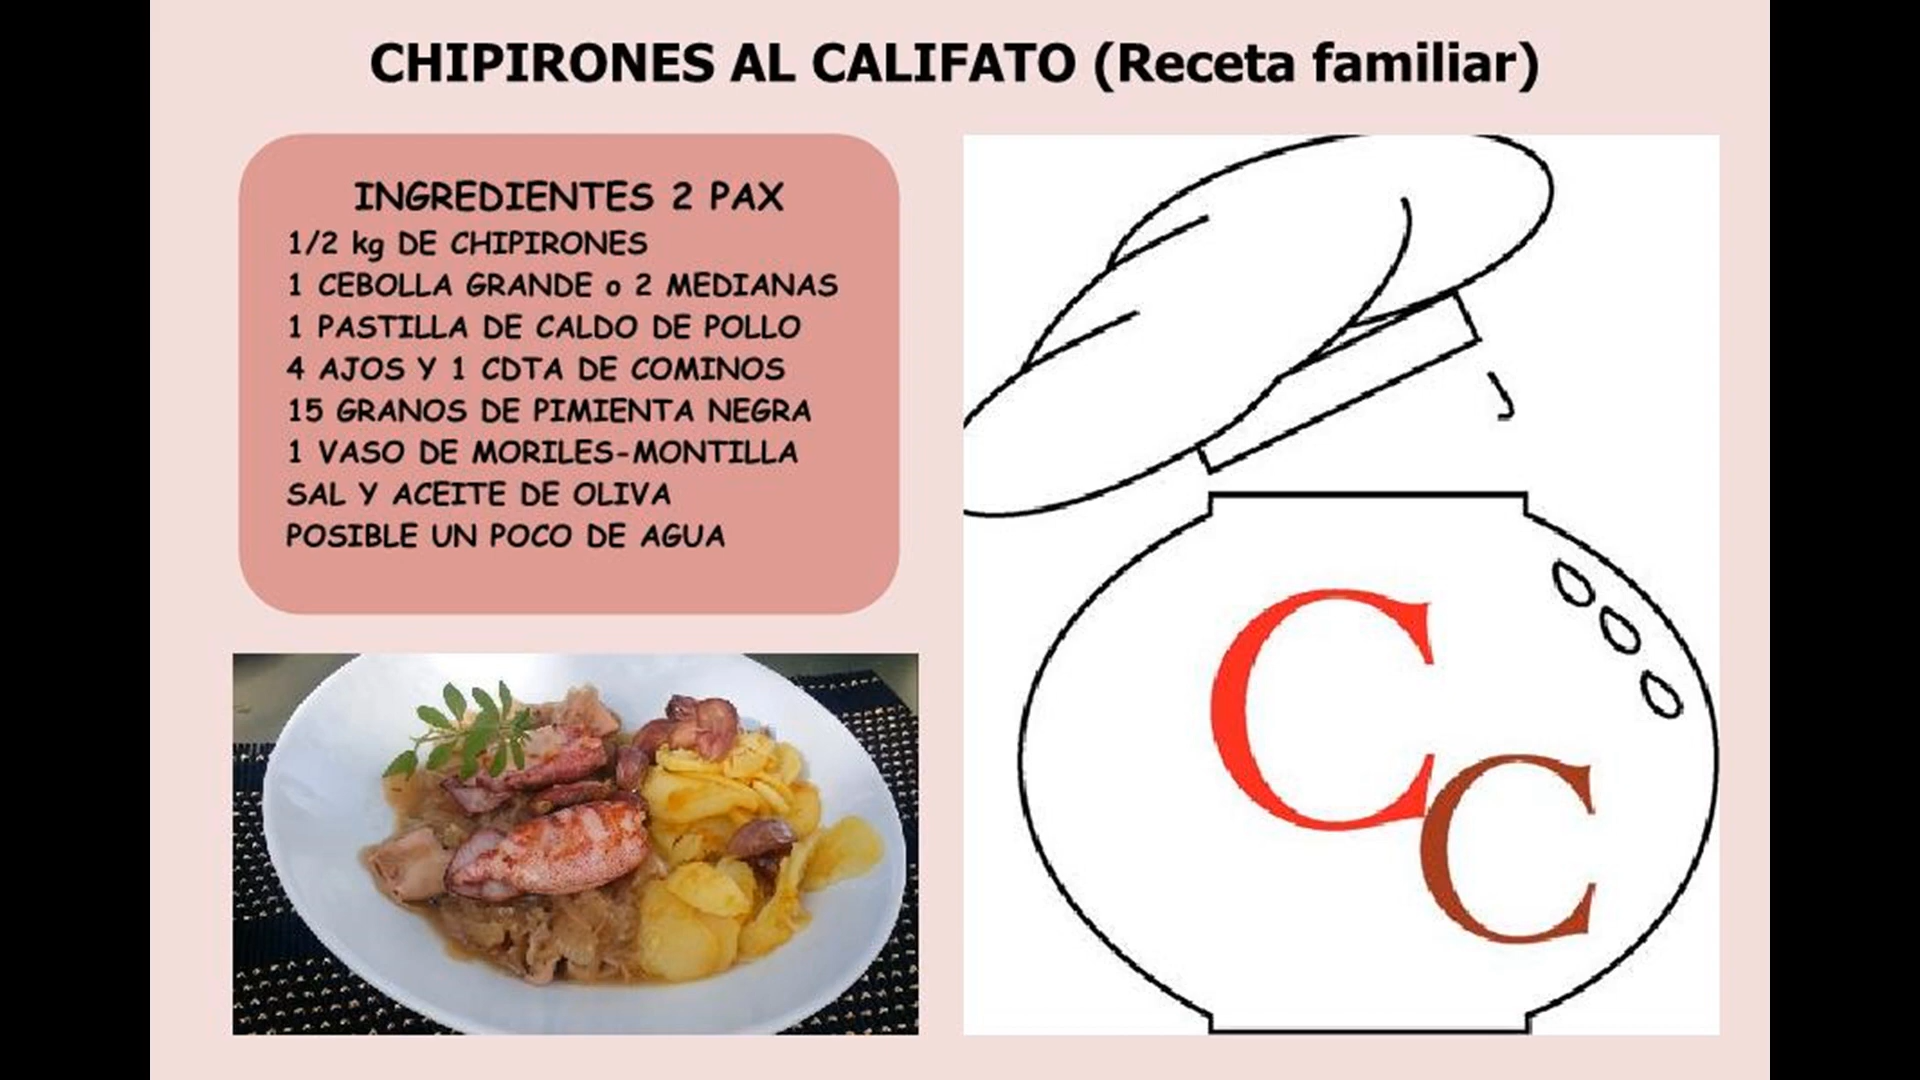 CHIPIRONES AL CALIFATO (Receta familiar)
INGREDIENTES 2 PAX
1/2 kg DE CHIPIRONES
1 CEBOLLA GRANDE o 2 MEDIANAS
1 PASTILLA DE CALDO DE POLLO
4 AJOS Y 1 CDTA DE COMINOS
15 GRANOS DE PIMIENTA NEGRA
1 VASO DE MORILES-MONTILLA
SAL Y ACEITE DE OLIVA
POSIBLE UN POCO DE AGUA
C
C